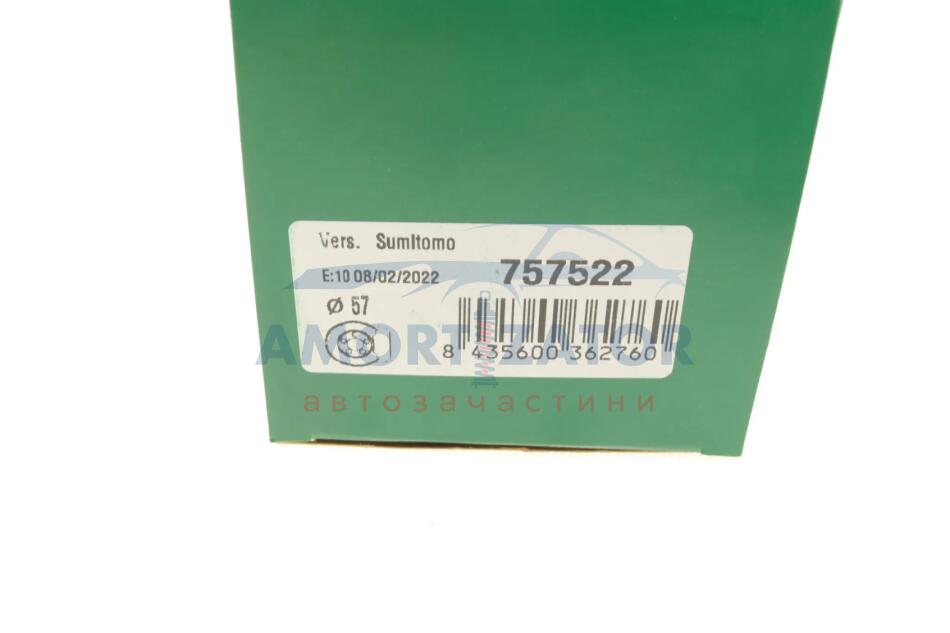 Vers. Sumitomo
E:10 08/02/2022
757522
Ø 57
8 435600 362760
AMORTIZATOR
автозачастини